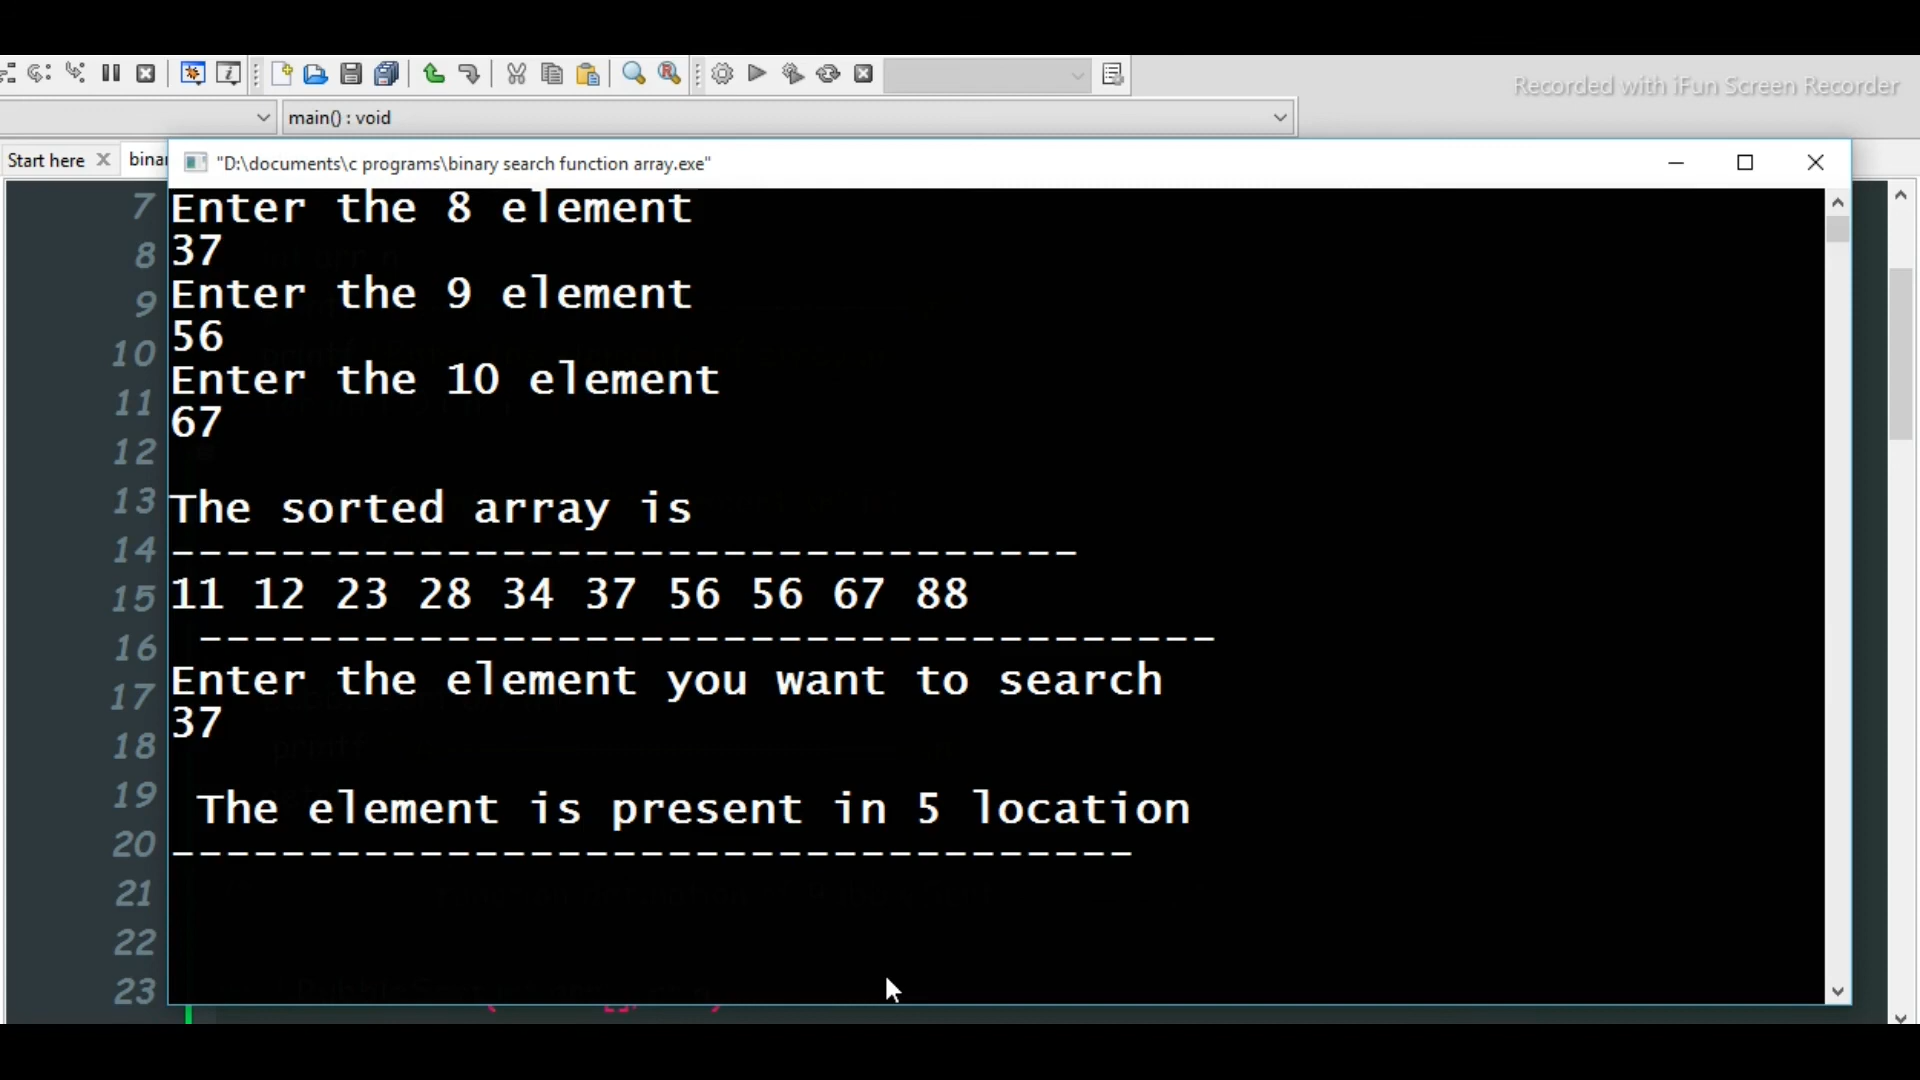 Recorded with iFun Screen Recorder
main() : void
Start here
"D:\documents\c programs\binary search function array.exe"
7
8
9
10
11
12
13
14
15
16
17
18
19
20
21
22
23
Enter the 8 element
37
Enter the 9 element
56
Enter the 10 element
67
The sorted array is
---------------------------------
11 12 23 28 34 37 56 56 67 88
-------------------------------------
Enter the element you want to search
37
The element is present in 5 location
-----------------------------------